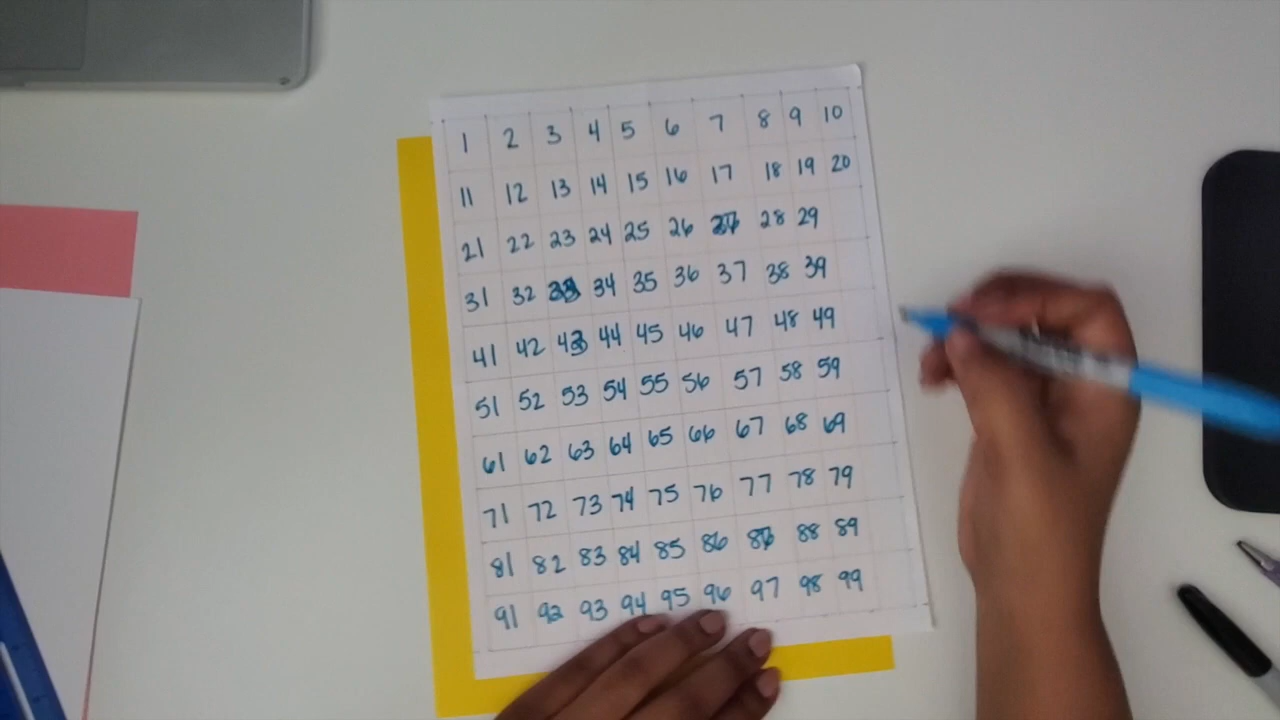 1 2 3 4 5 6 7 8 9 10
11 12 13 14 15 16 17 18 19 20
21 22 23 24 25 26 27 28 29
31 32 33 34 35 36 37 38 39
41 42 43 44 45 46 47 48 49
51 52 53 54 55 56 57 58 59
61 62 63 64 65 66 67 68 69
71 72 73 74 75 76 77 78 79
81 82 83 84 85 86 87 88 89
91 92 93 94 95 96 97 98 99